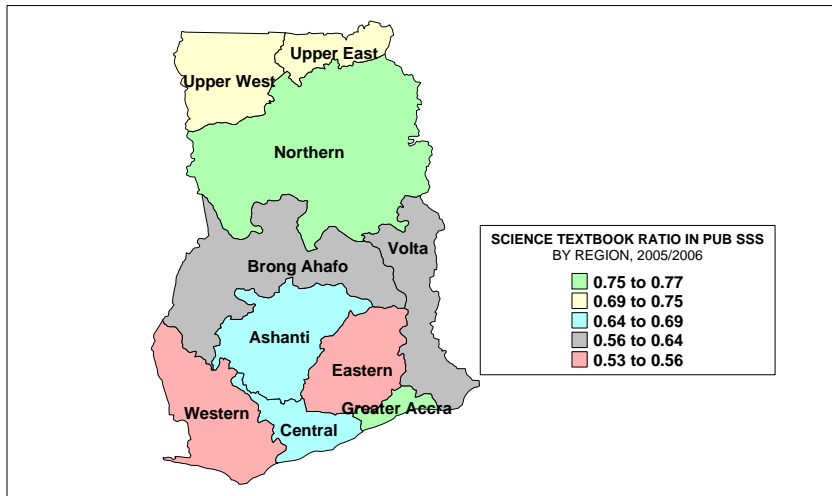 Upper East
Upper West
Northern
Volta
Brong Ahafo
Ashanti
Eastern
Greater Accra
Western
Central
SCIENCE TEXTBOOK RATIO IN PUB SSS
BY REGION, 2005/2006
0.75 to 0.77
0.69 to 0.75
0.64 to 0.69
0.56 to 0.64
0.53 to 0.56